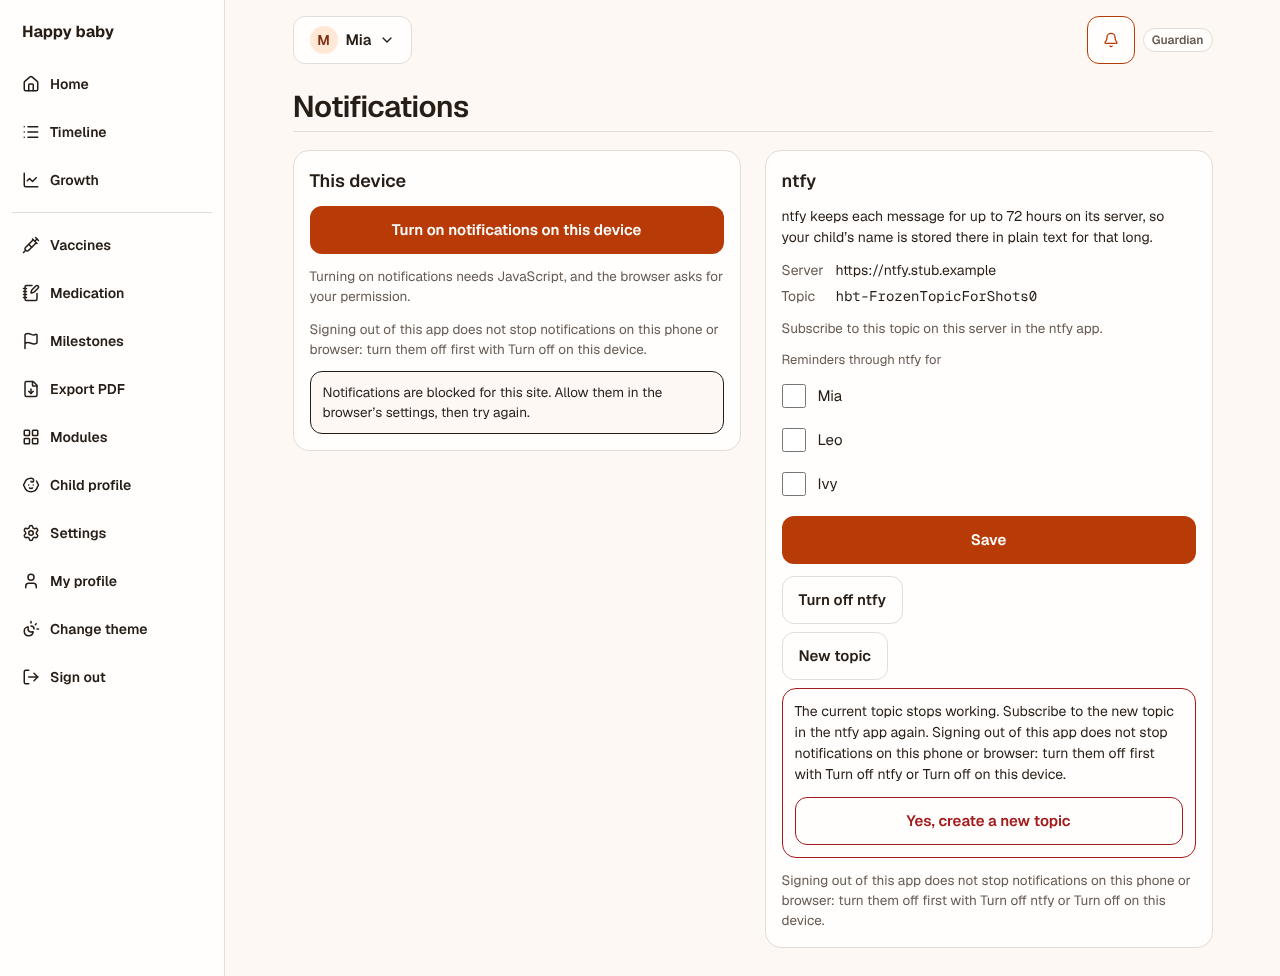 Happy baby
Home
Timeline
Growth
Vaccines
Medication
Milestones
Export PDF
Modules
Child profile
Settings
My profile
Change theme
Sign out
M Mia
Guardian
Notifications
This device
Turn on notifications on this device
Turning on notifications needs JavaScript, and the browser asks for
your permission.
Signing out of this app does not stop notifications on this phone or
browser: turn them off first with Turn off on this device.
Notifications are blocked for this site. Allow them in the
browser’s settings, then try again.
ntfy
ntfy keeps each message for up to 72 hours on its server, so
your child’s name is stored there in plain text for that long.
Server https://ntfy.stub.example
Topic hbt-FrozenTopicForShots0
Subscribe to this topic on this server in the ntfy app.
Reminders through ntfy for
Mia
Leo
Ivy
Save
Turn off ntfy
New topic
The current topic stops working. Subscribe to the new topic
in the ntfy app again. Signing out of this app does not stop
notifications on this phone or browser: turn them off first
with Turn off ntfy or Turn off on this device.
Yes, create a new topic
Signing out of this app does not stop notifications on this phone or
browser: turn them off first with Turn off ntfy or Turn off on this
device.